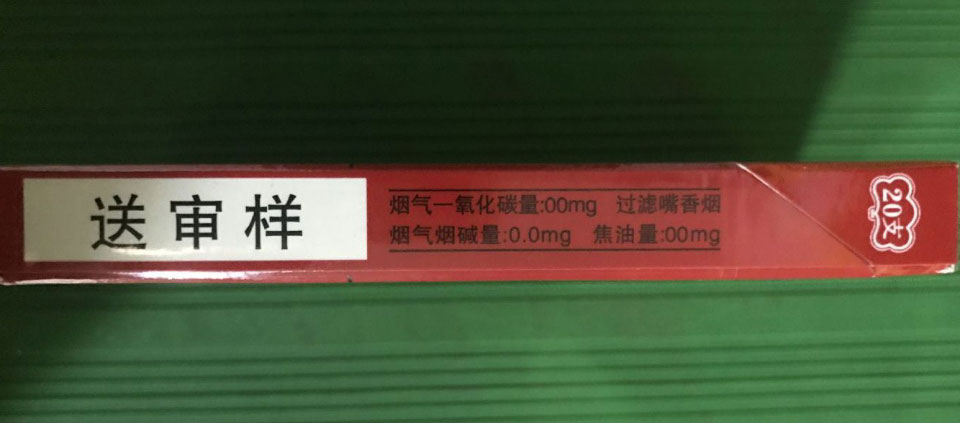 送审样
烟气一氧化碳量:00mg 过滤嘴香烟
烟气烟碱量:0.0mg 焦油量:00mg
20支